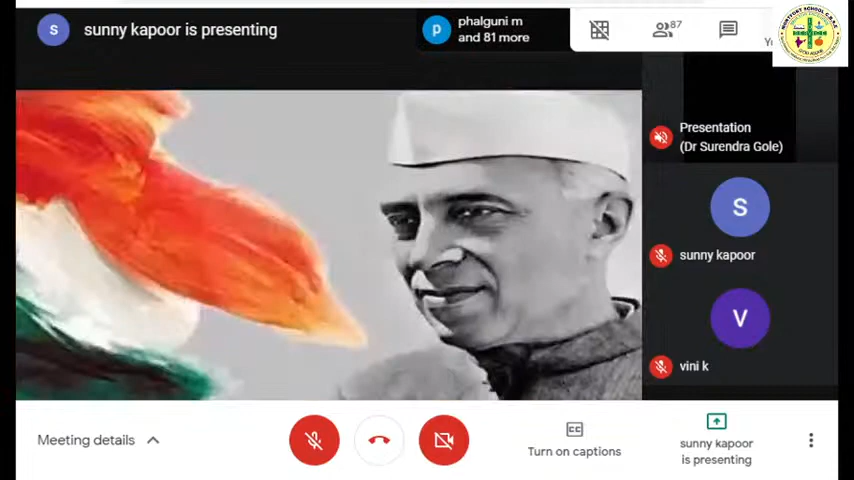 s
sunny kapoor is presenting
p
phalguni m
and 81 more
87
Presentation
(Dr Surendra Gole)
S
sunny kapoor
V
vini k
Meeting details
CC
Turn on captions
sunny kapoor
is presenting